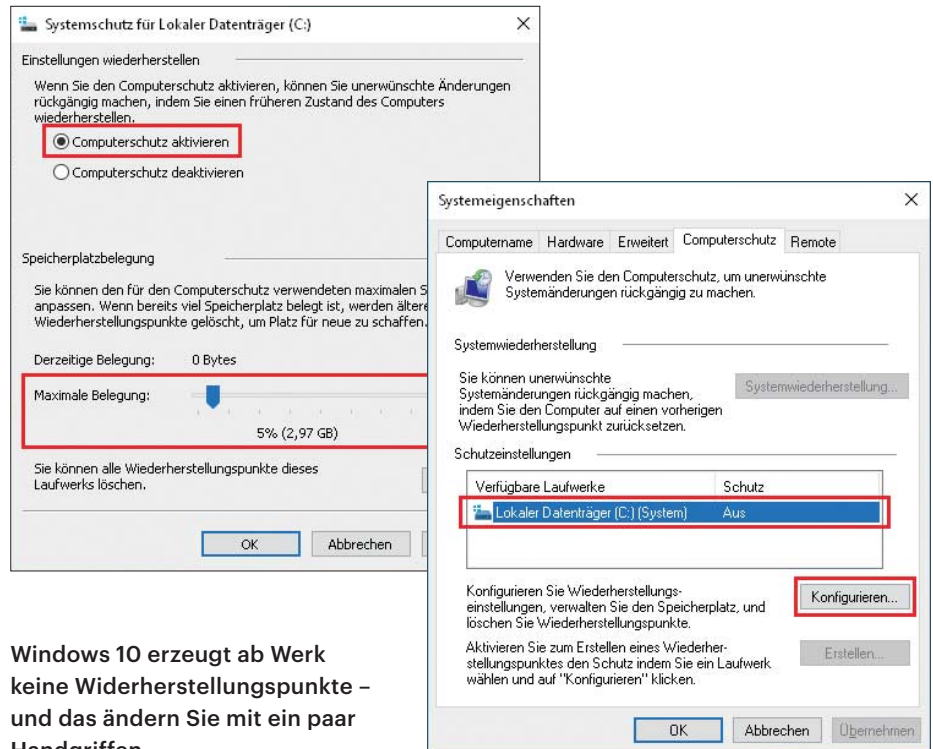 Systemschutz für Lokaler Datenträger (C:)
Einstellungen wiederherstellen
Wenn Sie den Computerschutz aktivieren, können Sie unerwünschte Änderungen
rückgängig machen, indem Sie einen früheren Zustand des Computers
wiederherstellen.
Computerschutz aktivieren
Computerschutz deaktivieren
Speicherplatzbelegung
Sie können den für den Computerschutz verwendeten maximalen
anpassen. Wenn bereits viel Speicherplatz belegt ist, werden ältere
Wiederherstellungspunkte gelöscht, um Platz für neue zu schaffen.
Derzeitige Belegung: 0 Bytes
Maximale Belegung:
5% (2,97 GB)
Sie können alle Wiederherstellungspunkte dieses
Laufwerks löschen.
OK Abbrechen
Systemeigenschaften
Computername Hardware Erweitert Computerschutz Remote
Verwenden Sie den Computerschutz, um unerwünschte
Systemänderungen rückgängig zu machen.
Systemwiederherstellung
Sie können unerwünschte
Systemänderungen rückgängig machen,
indem Sie den Computer auf einen vorherigen
Wiederherstellungspunkt zurücksetzen.
Systemwiederherstellung...
Schutzeinstellungen
Verfügbare Laufwerke Schutz
Lokaler Datenträger (C:) (System) Aus
Konfigurieren Sie Wiederherstellungs-
einstellungen, verwalten Sie den Speicherplatz, und
löschen Sie Wiederherstellungspunkte.
Konfigurieren...
Aktivieren Sie zum Erstellen eines Wiederher-
stellungspunktes den Schutz indem Sie ein Laufwerk
wählen und auf "Konfigurieren" klicken.
Erstellen...
OK Abbrechen Übernehmen
Windows 10 erzeugt ab Werk
keine Widerherstellungspunkte –
und das ändern Sie mit ein paar
Handgriffen